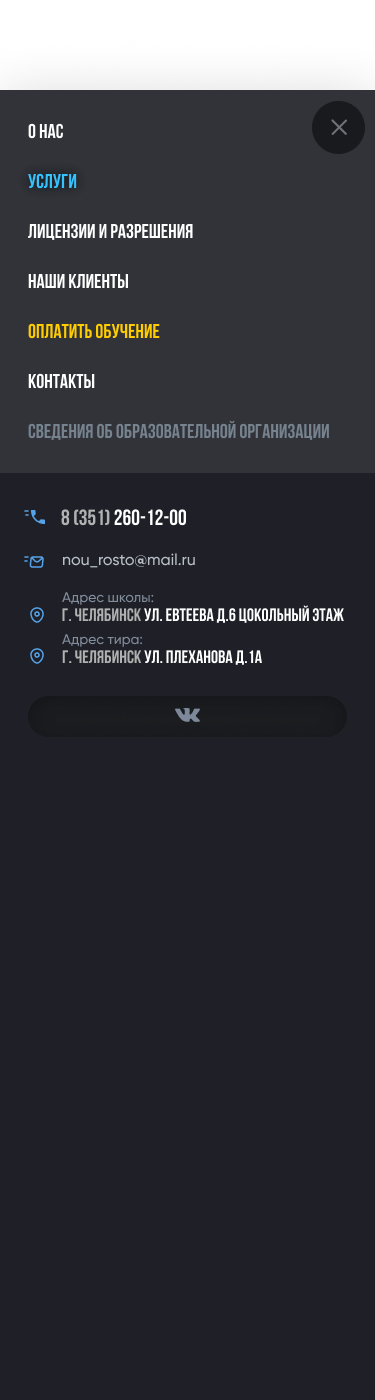 О НАС
УСЛУГИ
ЛИЦЕНЗИИ И РАЗРЕШЕНИЯ
НАШИ КЛИЕНТЫ
ОПЛАТИТЬ ОБУЧЕНИЕ
КОНТАКТЫ
СВЕДЕНИЯ ОБ ОБРАЗОВАТЕЛЬНОЙ ОРГАНИЗАЦИИ
8 (351) 260-12-00
nou_rosto@mail.ru
Адрес школы:
Г. ЧЕЛЯБИНСК УЛ. ЕВТЕЕВА Д.6 ЦОКОЛЬНЫЙ ЭТАЖ
Адрес тира:
Г. ЧЕЛЯБИНСК УЛ. ПЛЕХАНОВА Д.1А